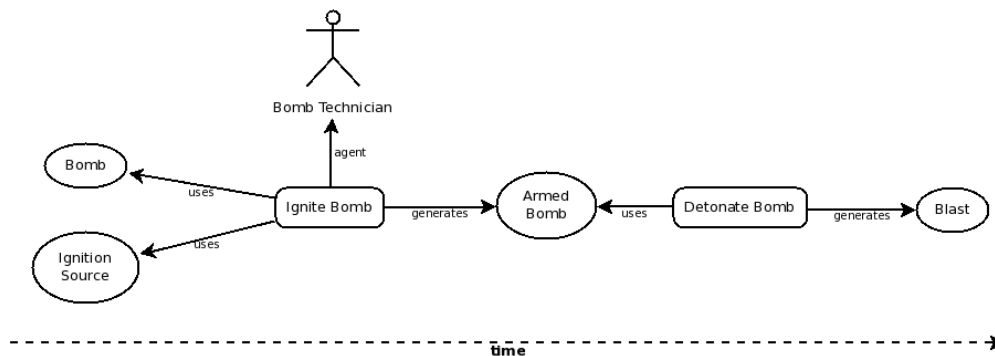 Bomb Technician
agent
Bomb
uses
Ignite Bomb
generates
Armed
Bomb
uses
Detonate Bomb
generates
Blast
uses
Ignition
Source
time